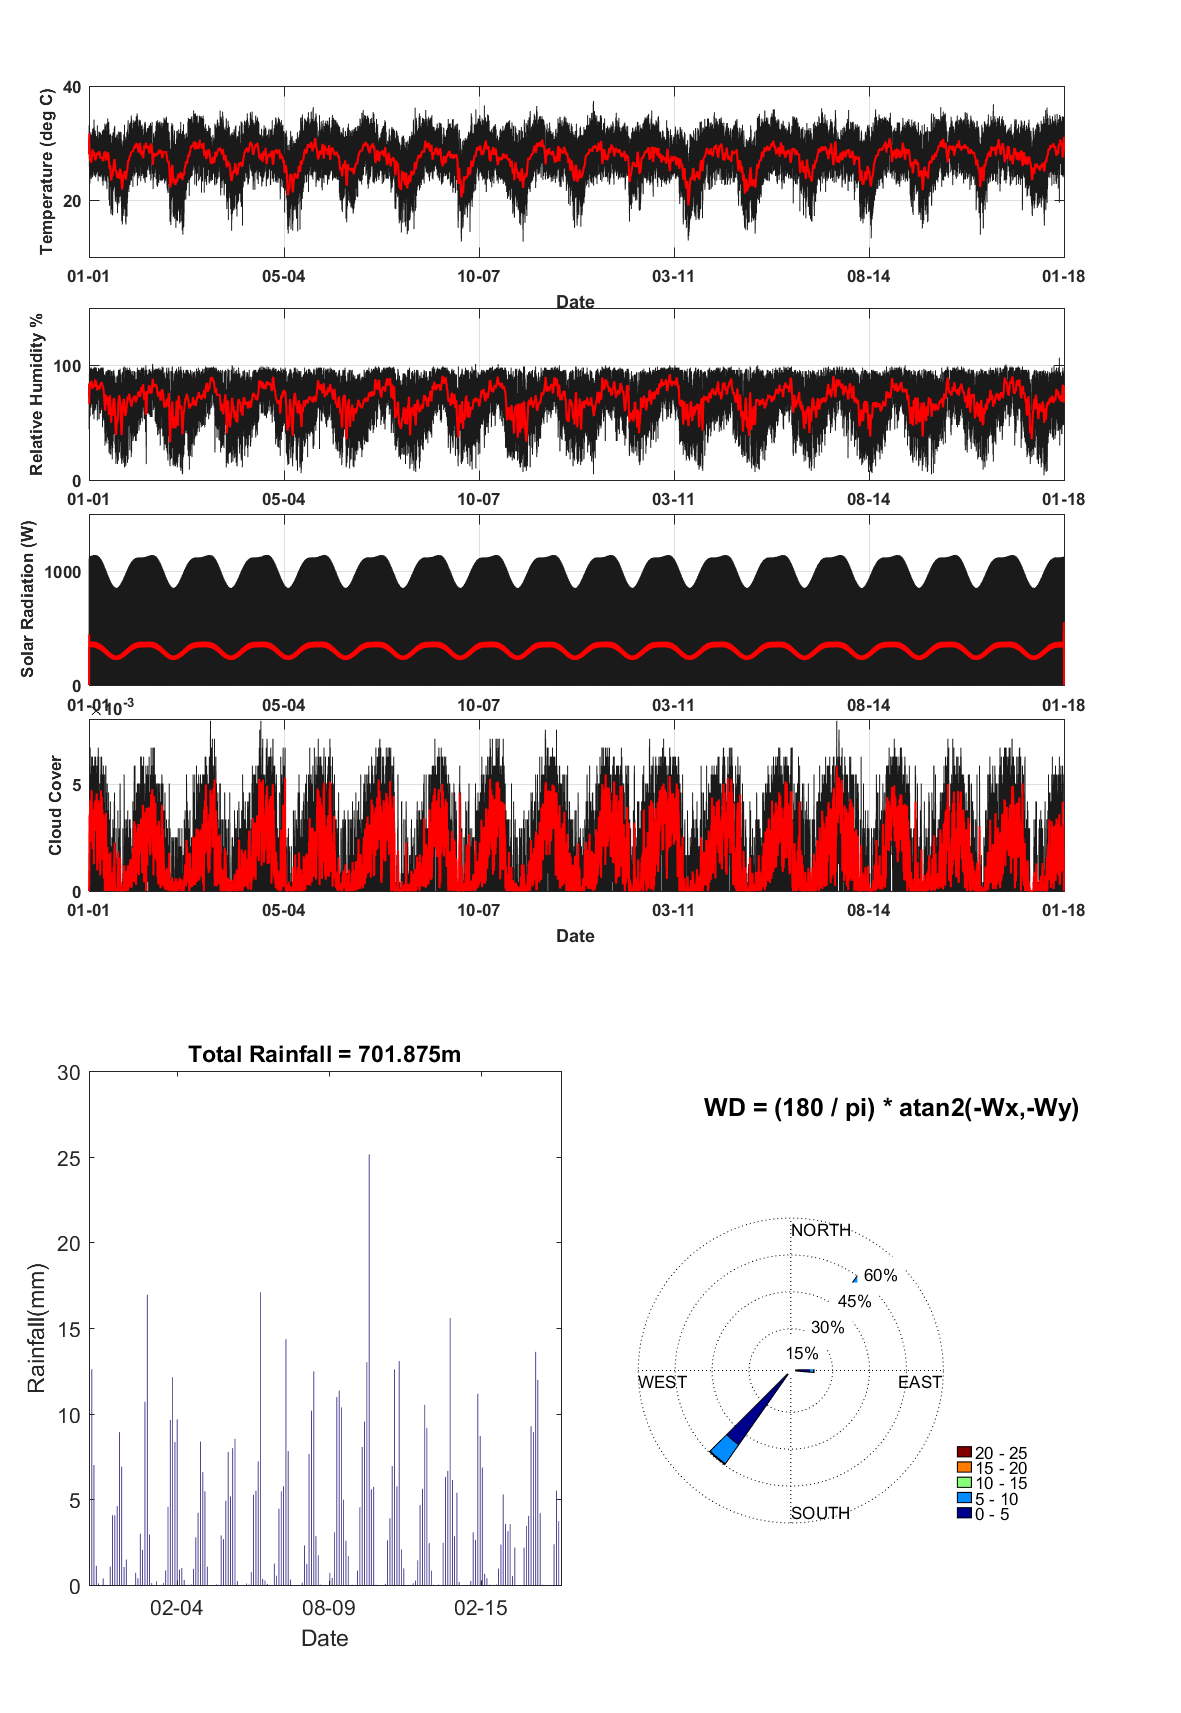 Temperature (deg C)
40
20
01-01 05-04 10-07 03-11 08-14 01-18
Date
Relative Humidity %
100
0
01-01 05-04 10-07 03-11 08-14 01-18
Solar Radiation (W)
1000
0
01-01 05-04 10-07 03-11 08-14 01-18
×10-3
Cloud Cover
5
0
01-01 05-04 10-07 03-11 08-14 01-18
Date
Total Rainfall = 701.875m
Rainfall(mm)
30
25
20
15
10
5
0
02-04 08-09 02-15
Date
WD = (180 / pi) * atan2(-Wx,-Wy)
NORTH
60%
45%
30%
15%
WEST EAST
SOUTH
20 - 25
15 - 20
10 - 15
5 - 10
0 - 5